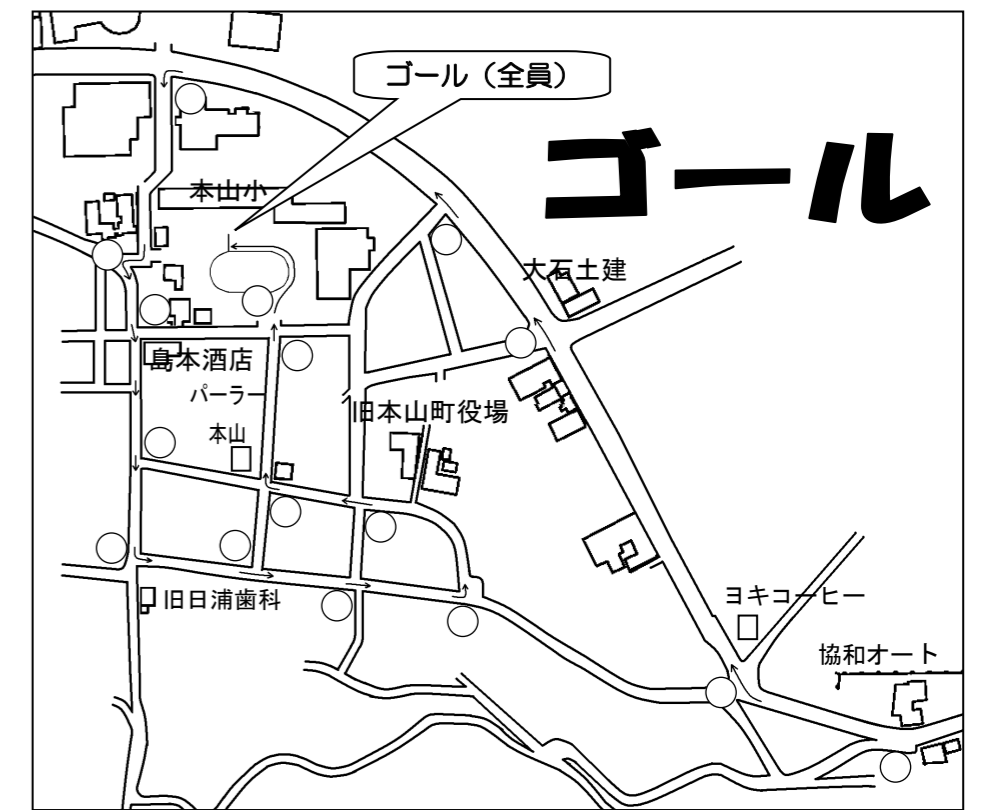 ゴール（全員）
ゴール
本山小
大石土建
島本酒店
パーラー
本山
旧本山町役場
旧日浦歯科
ヨキコーヒー
協和オート